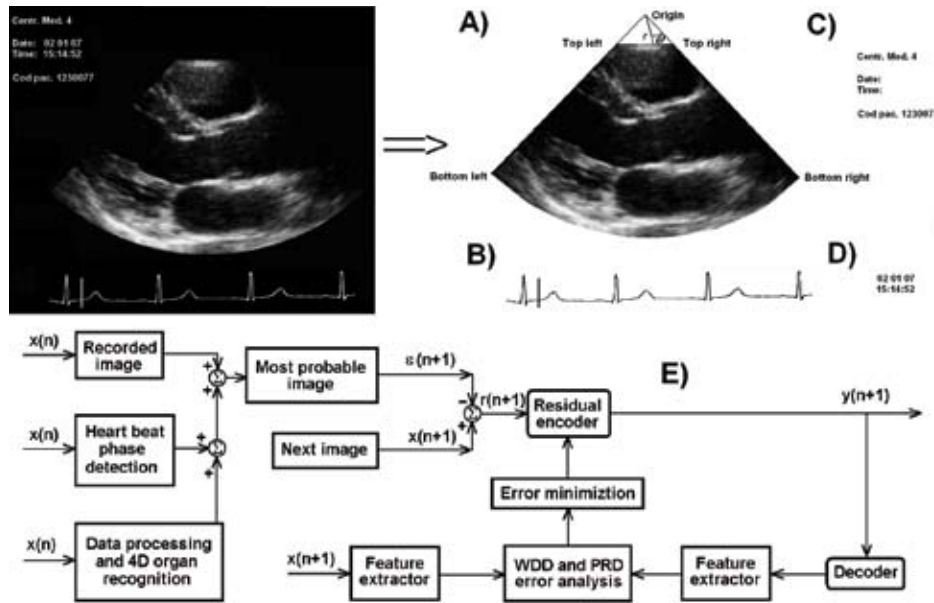 Centr. Med. 4
Date: 02 01 07
Time: 15:14:52
Cod pac. 1230077
A)
Origin
r φ
Top left
Top right
C)
Centr. Med. 4
Date:
Time:
Cod pac. 123007
Bottom left
Bottom right
B)
D)
02 01 07
15:14:52
x(n)
Recorded
image
+
+
Σ
Most probable
image
ε(n+1)
E)
x(n)
Heart beat
phase
detection
+
+
Σ
Next image
x(n+1)
−
+
Σ
r(n+1)
Residual
encoder
y(n+1)
Error minimiztion
x(n)
Data processing
and 4D organ
recognition
x(n+1)
Feature
extractor
WDD and PRD
error analysis
Feature
extractor
Decoder